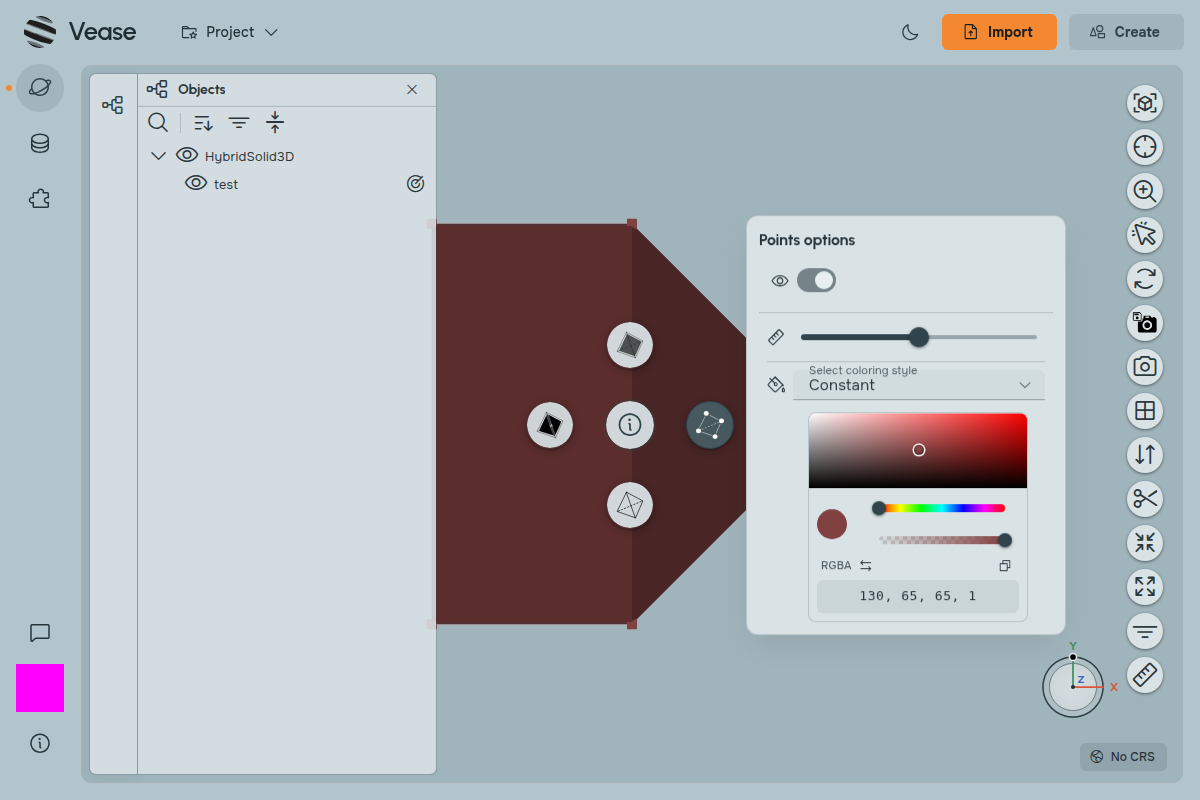 Vease
Project
Import
Create
Objects
HybridSolid3D
test
Points options
Select coloring style
Constant
RGBA
130, 65, 65, 1
Y
Z
X
No CRS